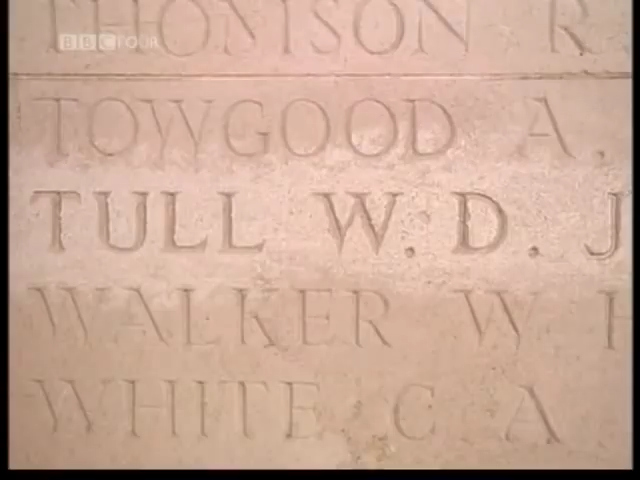 BBC FOUR
THOMSON R.
TOWGOOD A.
TULL W. D. J
WALKER W H
WHITE C A